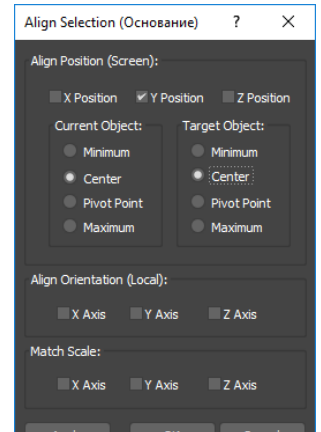 Align Selection (Основание) ? ×
Align Position (Screen):
X Position Y Position Z Position
Current Object: Target Object:
Minimum Minimum
Center Center
Pivot Point Pivot Point
Maximum Maximum
Align Orientation (Local):
X Axis Y Axis Z Axis
Match Scale:
X Axis Y Axis Z Axis